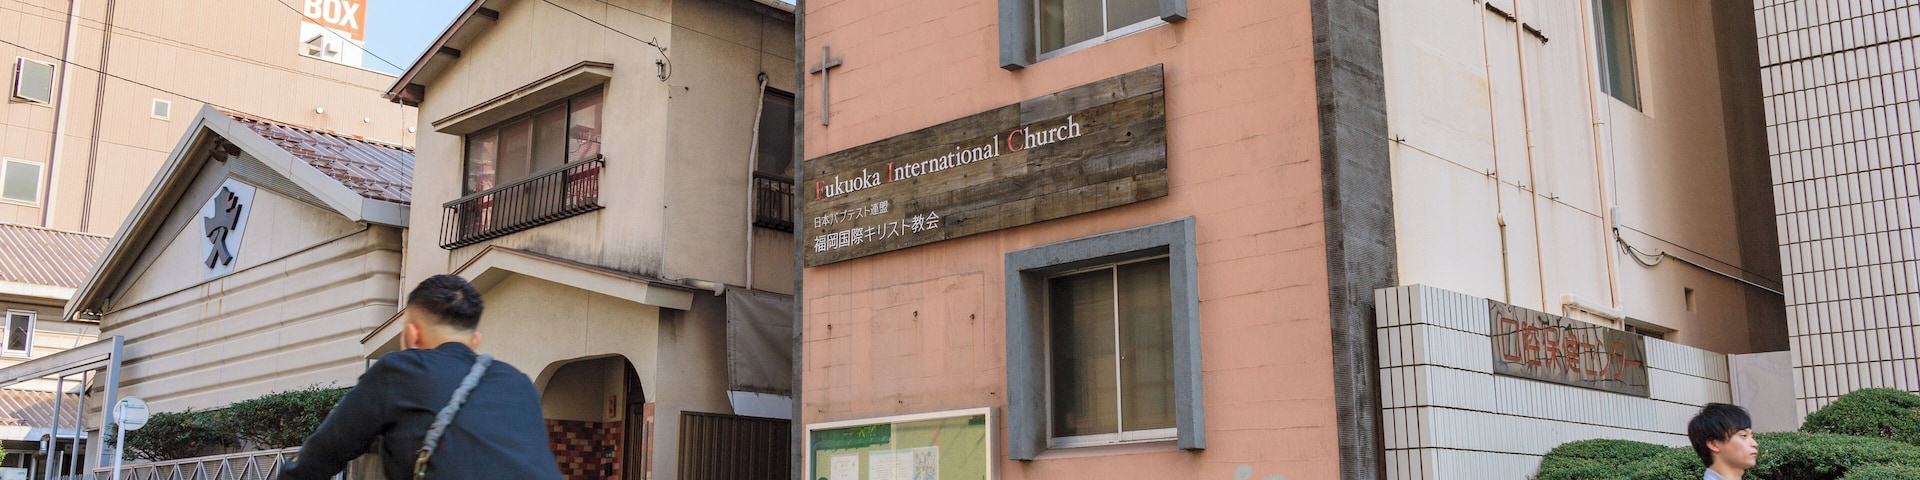 BOX
Fukuoka International Church
日本バプテスト連盟
福岡国際キリスト教会
口腔保健センター